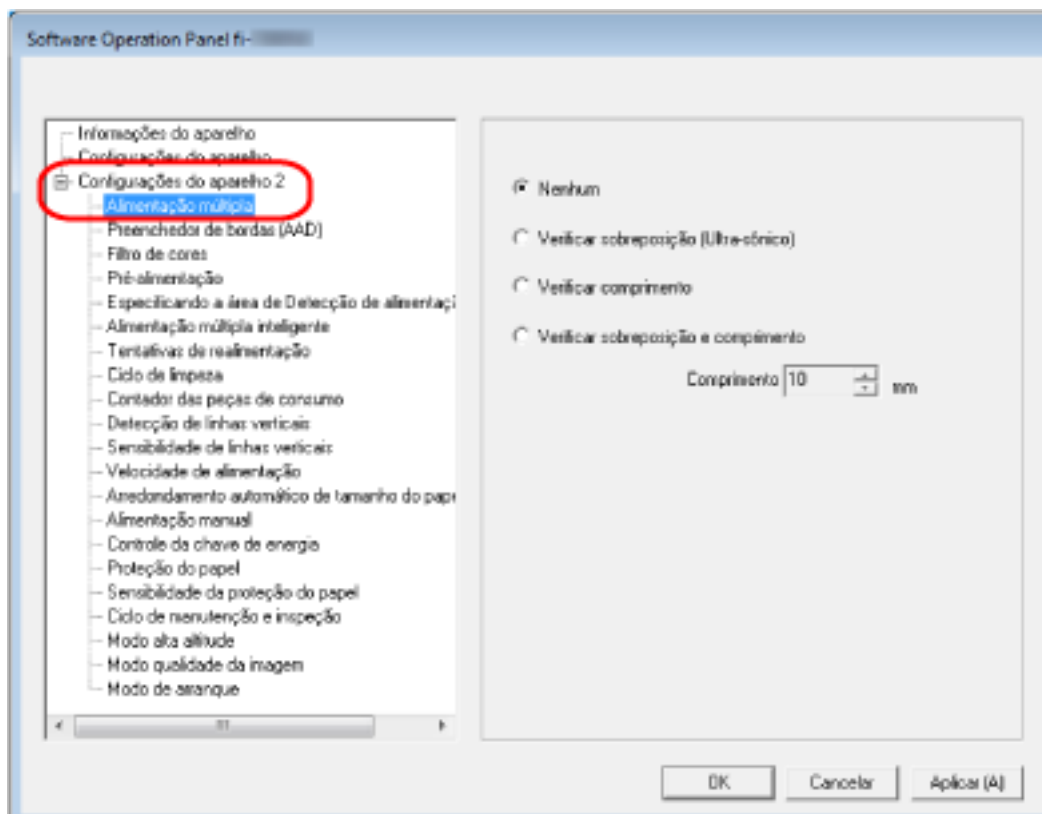 Software Operation Panel fi-
Informações do aparelho
Configurações do aparelho
Configurações do aparelho 2
Alimentação múltipla
Preenchedor de bordas (AAD)
Filtro de cores
Pré-alimentação
Especificando a área de Detecção de alimentaçã
Alimentação múltipla inteligente
Tentativas de realimentação
Ciclo de limpeza
Contador das peças de consumo
Detecção de linhas verticais
Sensibilidade de linhas verticais
Velocidade de alimentação
Arredondamento automático de tamanho do pape
Alimentação manual
Controle da chave de energia
Proteção do papel
Sensibilidade da proteção do papel
Ciclo de manutenção e inspeção
Modo alta altitude
Modo qualidade da imagem
Modo de arranque
Nenhum
Verificar sobreposição (Ultra-sônico)
Verificar comprimento
Verificar sobreposição e comprimento
Comprimento 10 mm
OK Cancelar Aplicar (A)